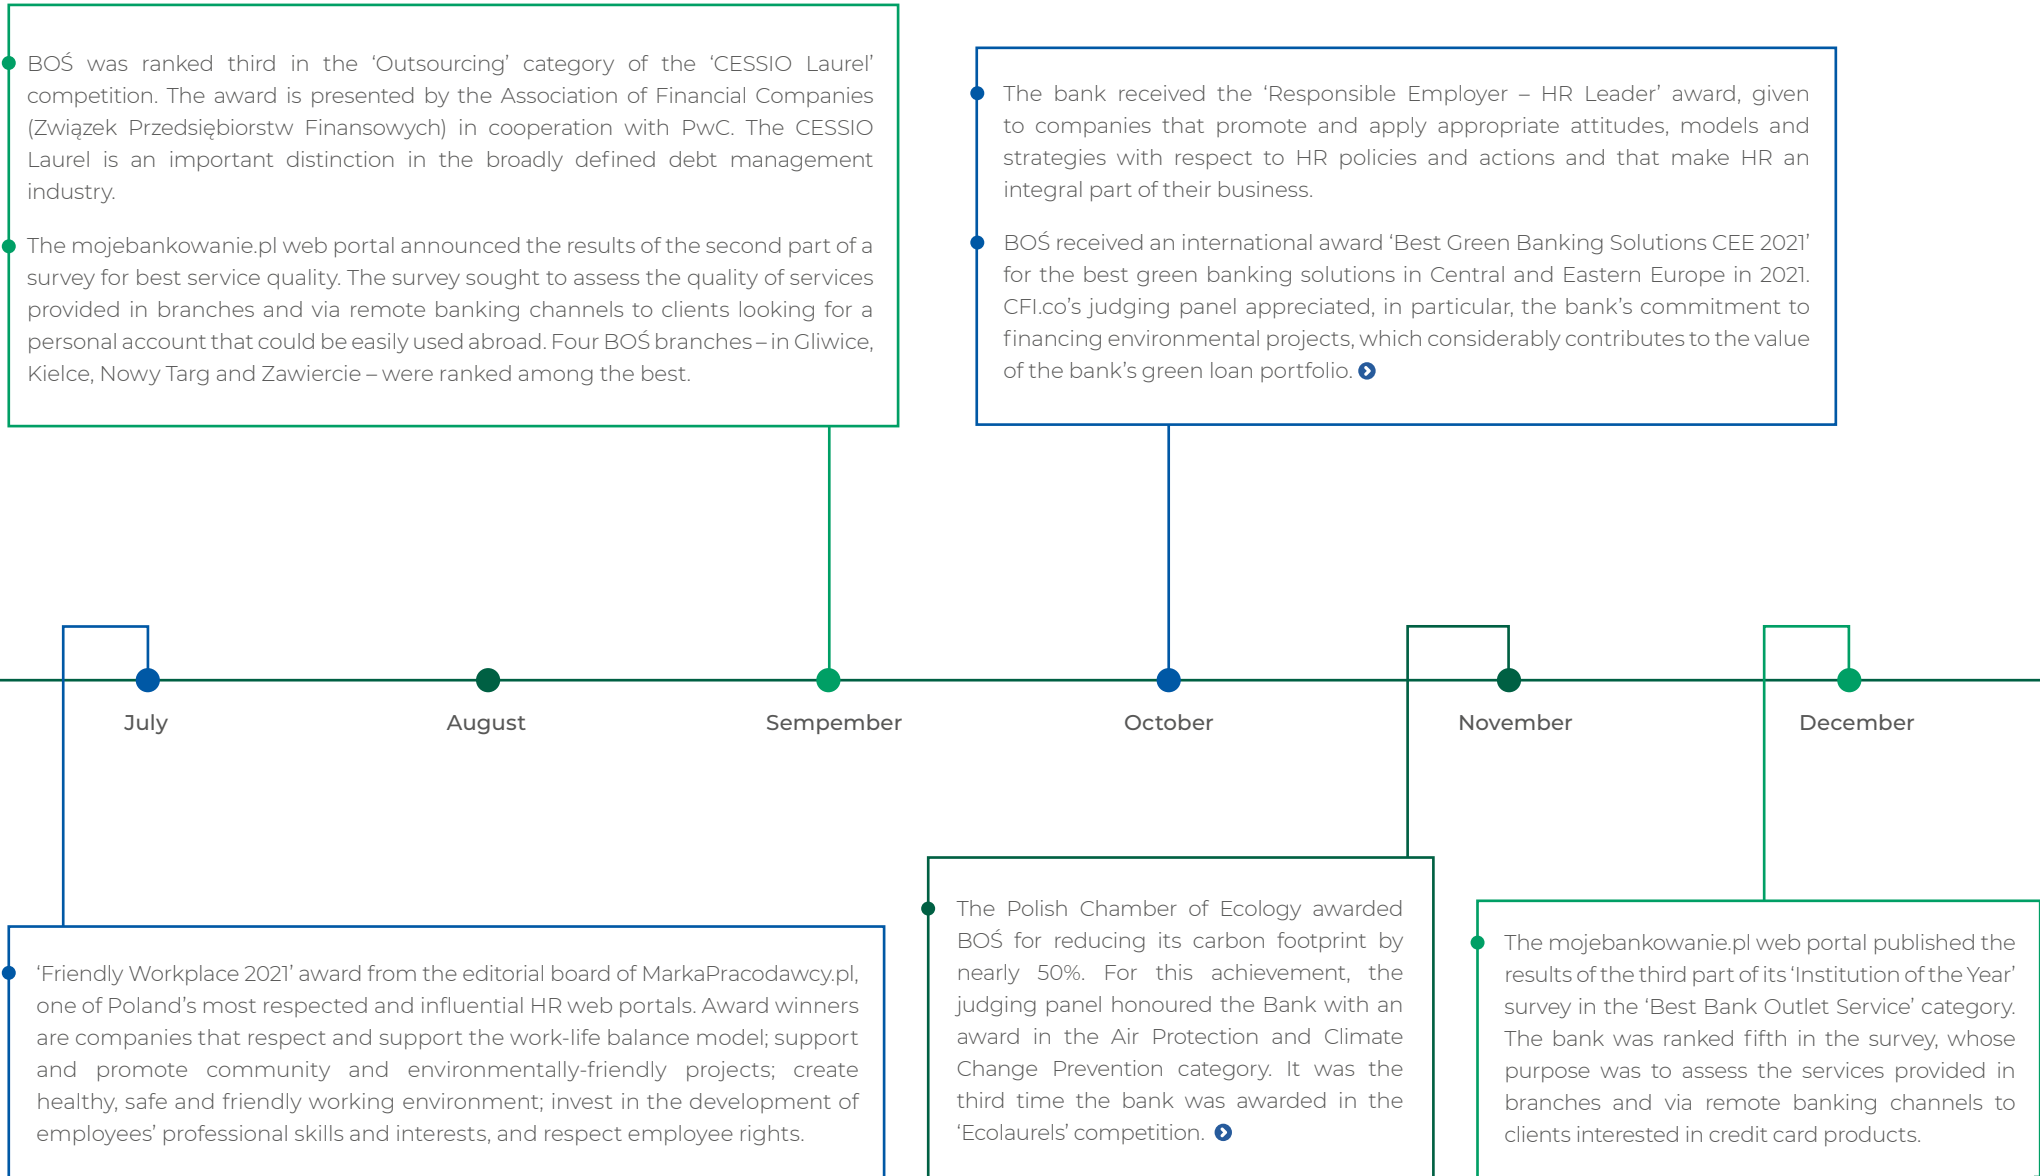 BOŚ was ranked third in the ‘Outsourcing’ category of the ‘CESSIO Laurel’
competition. The award is presented by the Association of Financial Companies
(Związek Przedsiębiorstw Finansowych) in cooperation with PwC. The CESSIO
Laurel is an important distinction in the broadly defined debt management
industry.
The mojebankowanie.pl web portal announced the results of the second part of a
survey for best service quality. The survey sought to assess the quality of services
provided in branches and via remote banking channels to clients looking for a
personal account that could be easily used abroad. Four BOŚ branches – in Gliwice,
Kielce, Nowy Targ and Zawiercie – were ranked among the best.
The bank received the ‘Responsible Employer – HR Leader’ award, given
to companies that promote and apply appropriate attitudes, models and
strategies with respect to HR policies and actions and that make HR an
integral part of their business.
BOŚ received an international award ‘Best Green Banking Solutions CEE 2021’
for the best green banking solutions in Central and Eastern Europe in 2021.
CFI.co’s judging panel appreciated, in particular, the bank’s commitment to
financing environmental projects, which considerably contributes to the value
of the bank’s green loan portfolio.
July
August
Sempember
October
November
December
‘Friendly Workplace 2021’ award from the editorial board of MarkaPracodawcy.pl,
one of Poland’s most respected and influential HR web portals. Award winners
are companies that respect and support the work-life balance model; support
and promote community and environmentally-friendly projects; create
healthy, safe and friendly working environment; invest in the development of
employees’ professional skills and interests, and respect employee rights.
The Polish Chamber of Ecology awarded
BOŚ for reducing its carbon footprint by
nearly 50%. For this achievement, the
judging panel honoured the Bank with an
award in the Air Protection and Climate
Change Prevention category. It was the
third time the bank was awarded in the
‘Ecolaurels’ competition.
The mojebankowanie.pl web portal published the
results of the third part of its ‘Institution of the Year’
survey in the ‘Best Bank Outlet Service’ category.
The bank was ranked fifth in the survey, whose
purpose was to assess the services provided in
branches and via remote banking channels to
clients interested in credit card products.